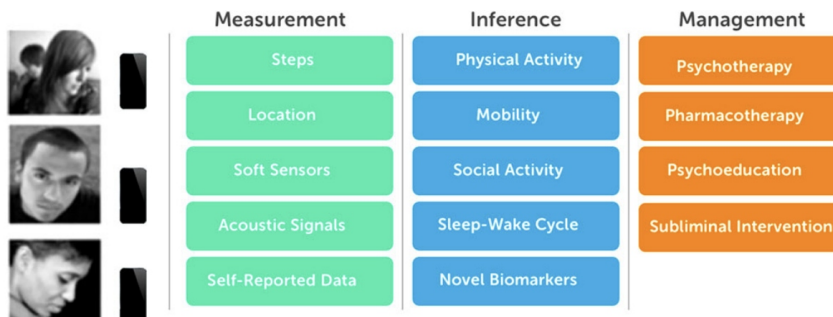 Measurement
Inference
Management
Steps
Physical Activity
Psychotherapy
Location
Mobility
Pharmacotherapy
Soft Sensors
Social Activity
Psychoeducation
Acoustic Signals
Sleep-Wake Cycle
Subliminal Intervention
Self-Reported Data
Novel Biomarkers